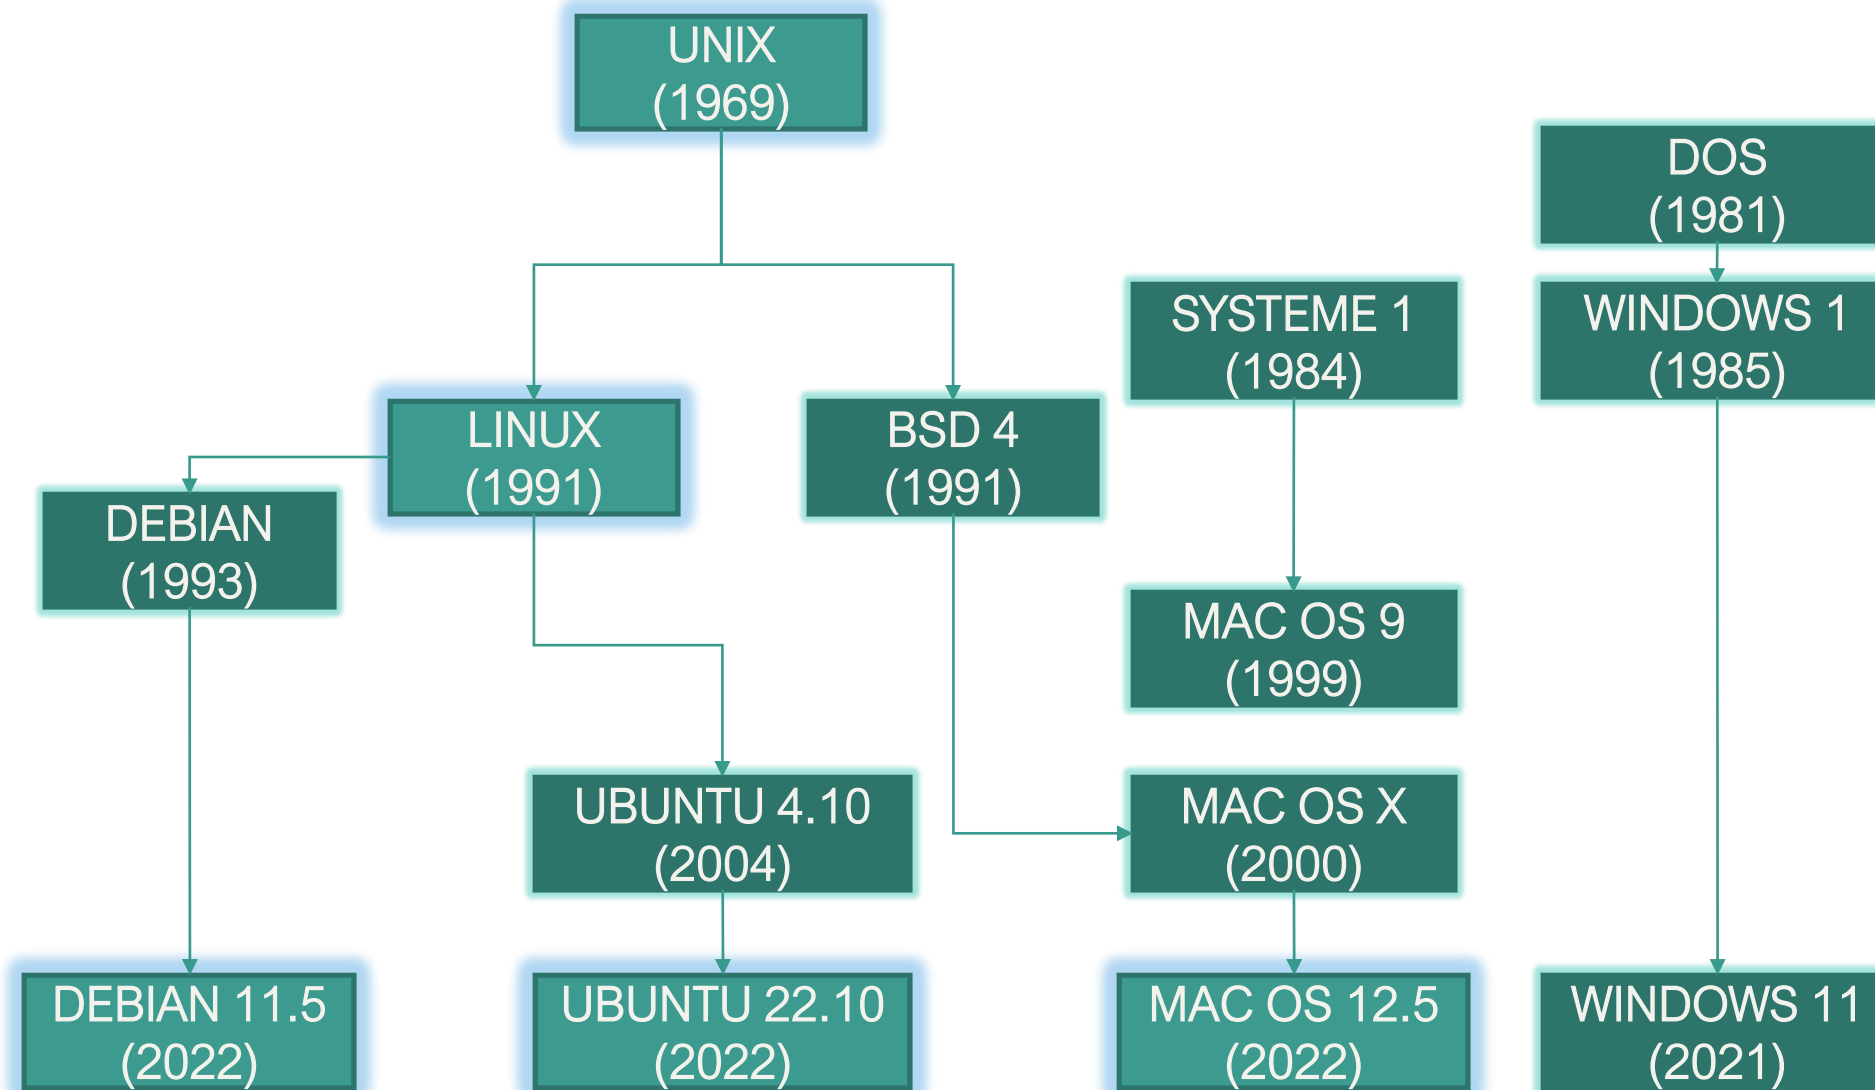 UNIX
(1969)
DOS
(1981)
SYSTEME 1
(1984)
WINDOWS 1
(1985)
LINUX
(1991)
BSD 4
(1991)
DEBIAN
(1993)
MAC OS 9
(1999)
UBUNTU 4.10
(2004)
MAC OS X
(2000)
DEBIAN 11.5
(2022)
UBUNTU 22.10
(2022)
MAC OS 12.5
(2022)
WINDOWS 11
(2021)